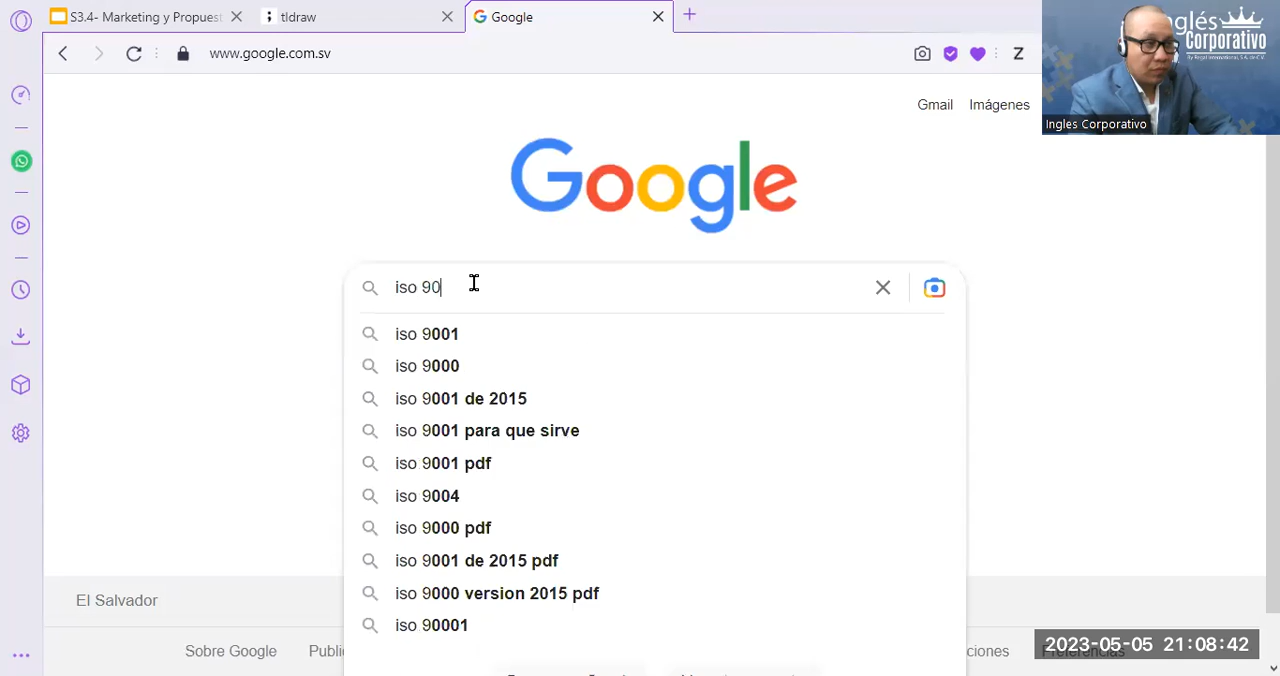 S3.4- Marketing y Propuest
tldraw
Google
www.google.com.sv
Z
Gmail
Imágenes
Google
iso 90
iso 9001
iso 9000
iso 9001 de 2015
iso 9001 para que sirve
iso 9001 pdf
iso 9004
iso 9000 pdf
iso 9001 de 2015 pdf
iso 9000 version 2015 pdf
iso 90001
El Salvador
Sobre Google
Inglés
Corporativo
Ingles Corporativo
2023-05-05 21:08:42